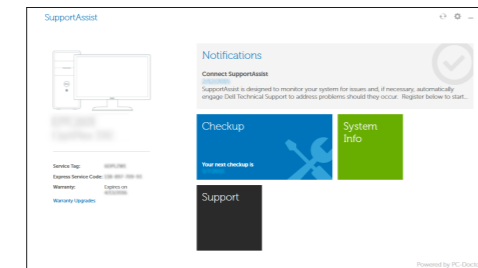 SupportAssist
Notifications
Connect SupportAssist
SupportAssist is designed to monitor your system for issues and, if necessary, automatically
engage Dell Technical Support to address problems should they occur. Register below to start...
Checkup
Your next checkup is
System
Info
Support
Service Tag:
Express Service Code:
Warranty:
Expires on
Warranty Upgrades
Powered by PC-Docto